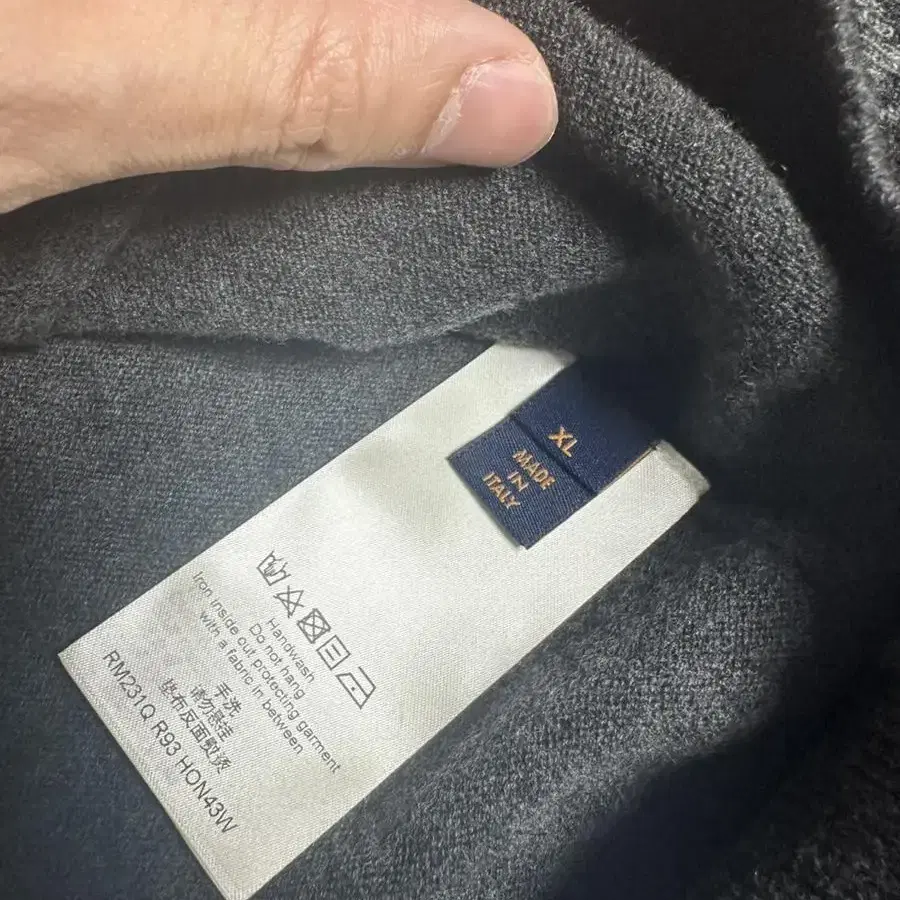 XL
MADE
IN
ITALY
Handwash
Do not hang
Iron inside out protecting garment
with a fabric in between
手洗
请勿悬挂
垫布反面熨烫
RM231Q R93 HON43W